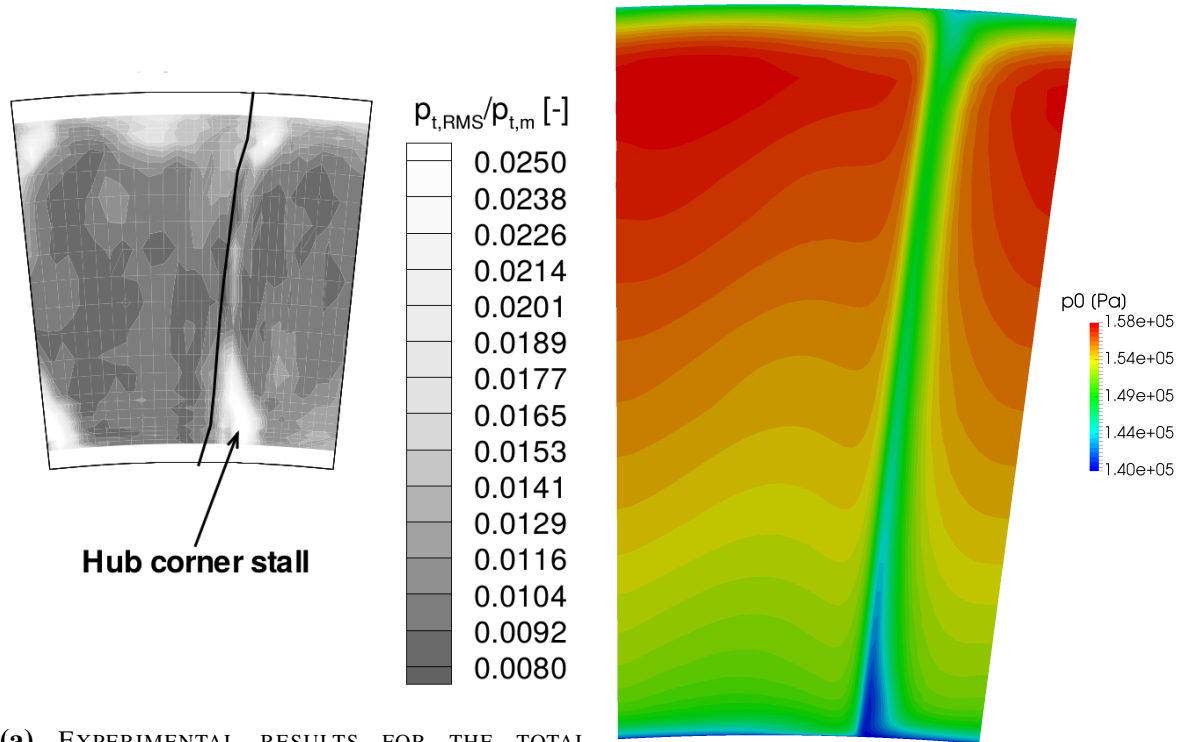 p_t,RMS/p_t,m [-]
0.0250
0.0238
0.0226
0.0214
0.0201
0.0189
0.0177
0.0165
0.0153
0.0141
0.0129
0.0116
0.0104
0.0092
0.0080
Hub corner stall
(a) EXPERIMENTAL RESULTS FOR THE TOTAL
p0 (Pa)
1.58e+05
1.54e+05
1.49e+05
1.44e+05
1.40e+05